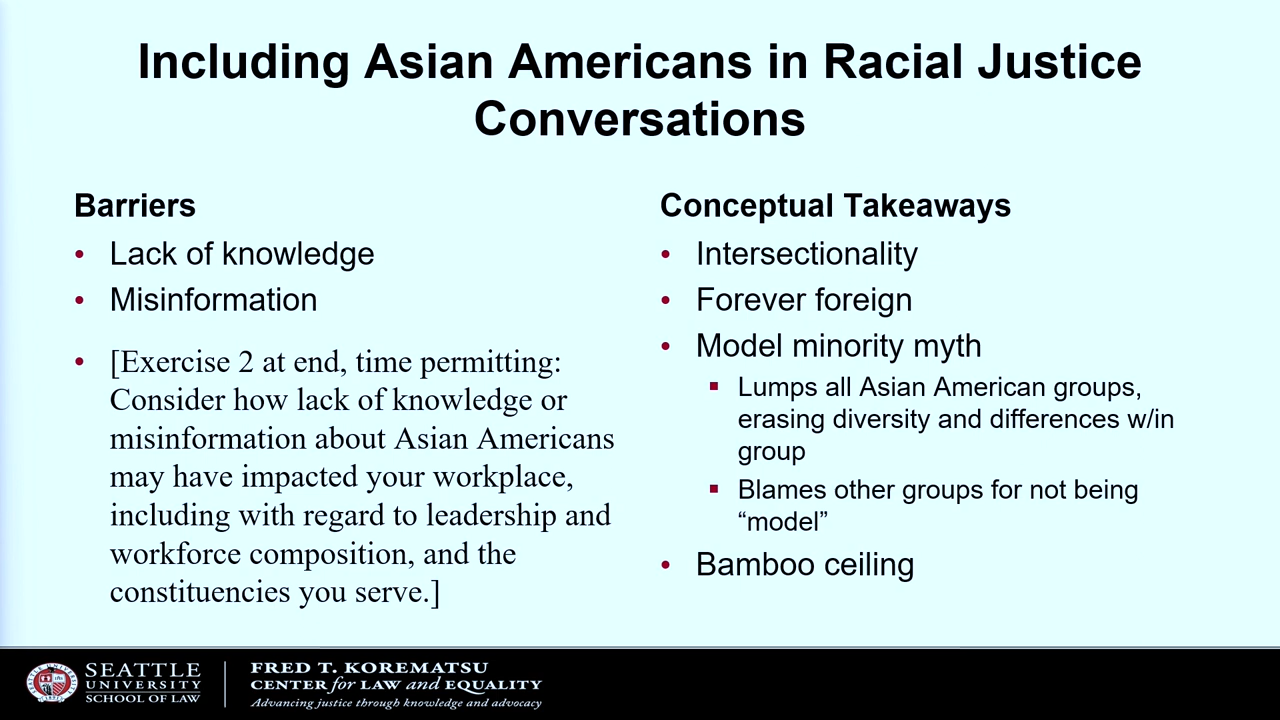 Including Asian Americans in Racial Justice
Conversations
Barriers
• Lack of knowledge
• Misinformation
• [Exercise 2 at end, time permitting:
Consider how lack of knowledge or
misinformation about Asian Americans
may have impacted your workplace,
including with regard to leadership and
workforce composition, and the
constituencies you serve.]
Conceptual Takeaways
• Intersectionality
• Forever foreign
• Model minority myth
▪ Lumps all Asian American groups,
erasing diversity and differences w/in
group
▪ Blames other groups for not being
“model”
• Bamboo ceiling
SEATTLE
UNIVERSITY
SCHOOL OF LAW
FRED T. KOREMATSU
CENTER for LAW and EQUALITY
Advancing justice through knowledge and advocacy